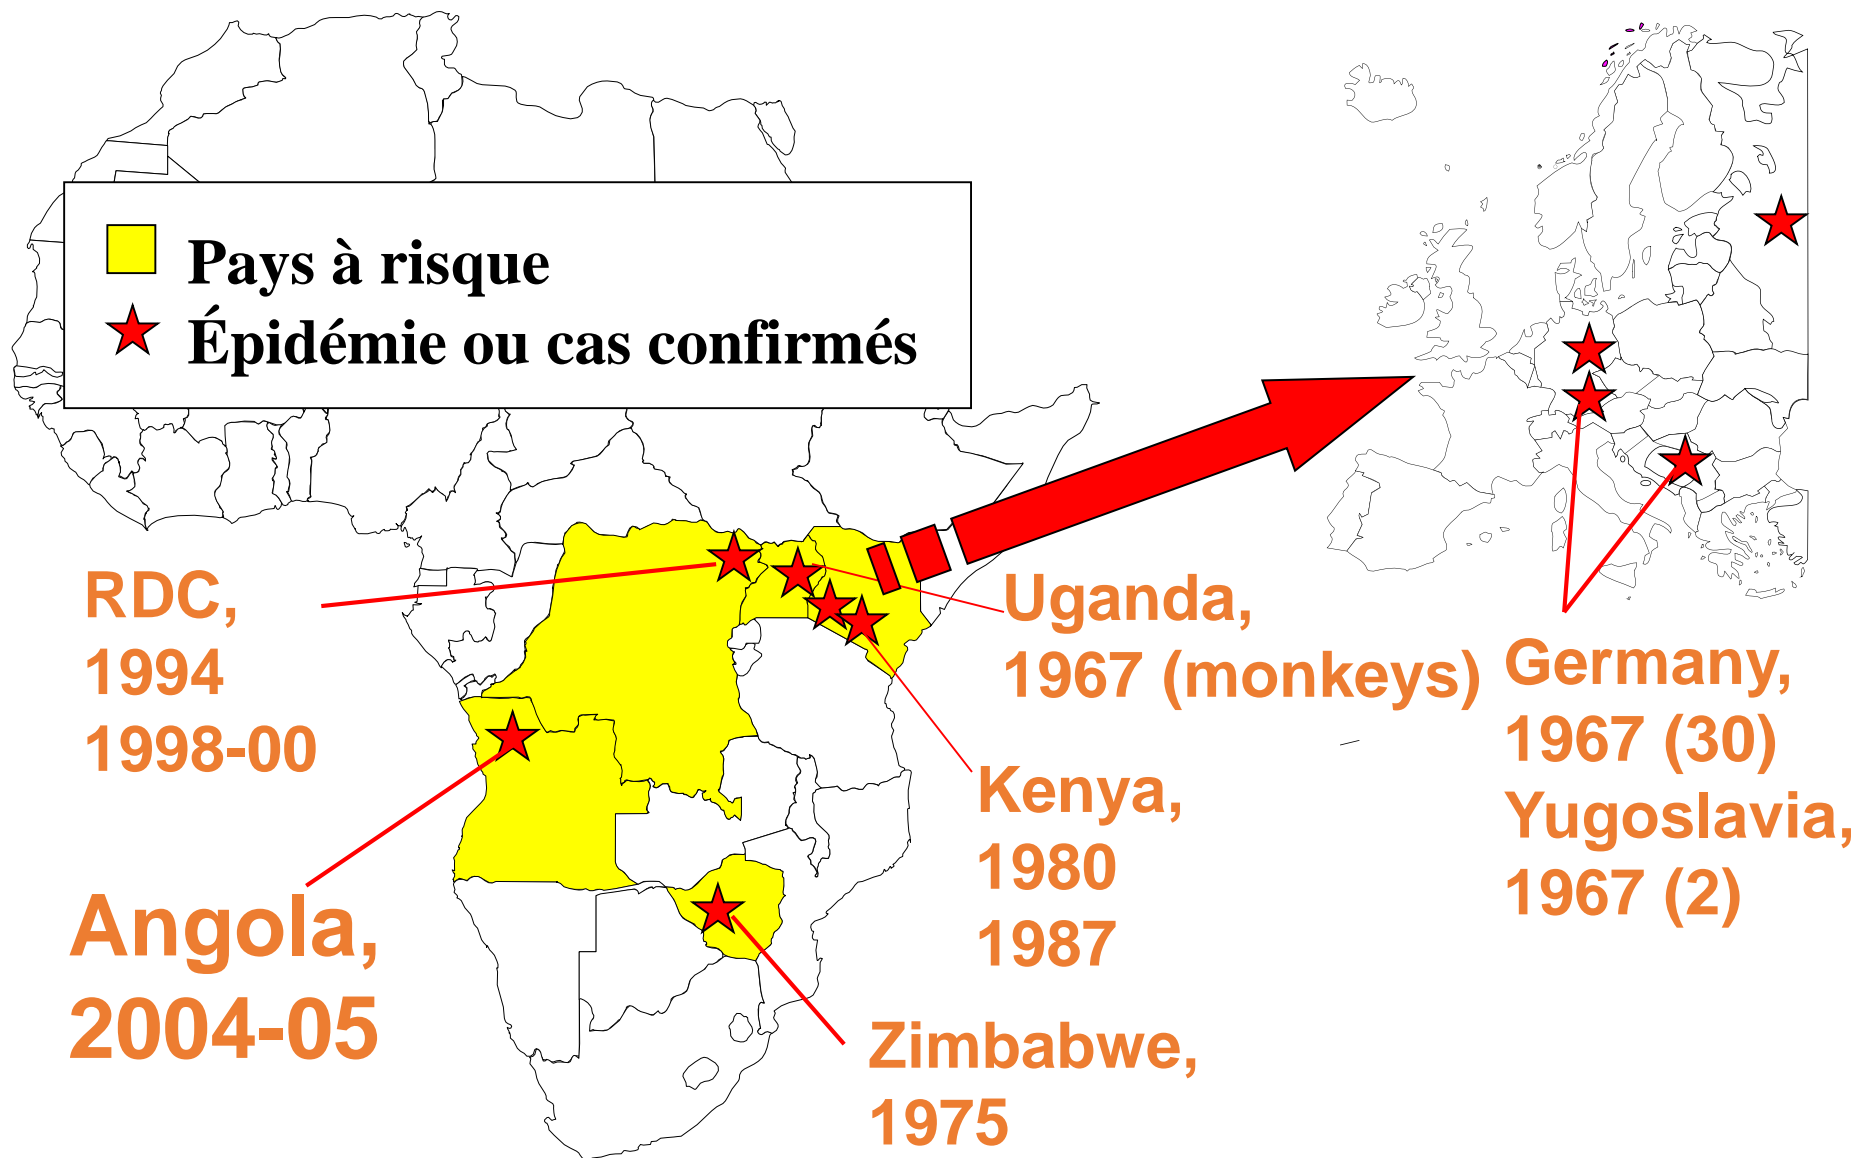 Pays à risque
Épidémie ou cas confirmés
RDC,
1994
1998-00
Angola,
2004-05
Uganda,
1967 (monkeys)
Kenya,
1980
1987
Zimbabwe,
1975
Germany,
1967 (30)
Yugoslavia,
1967 (2)